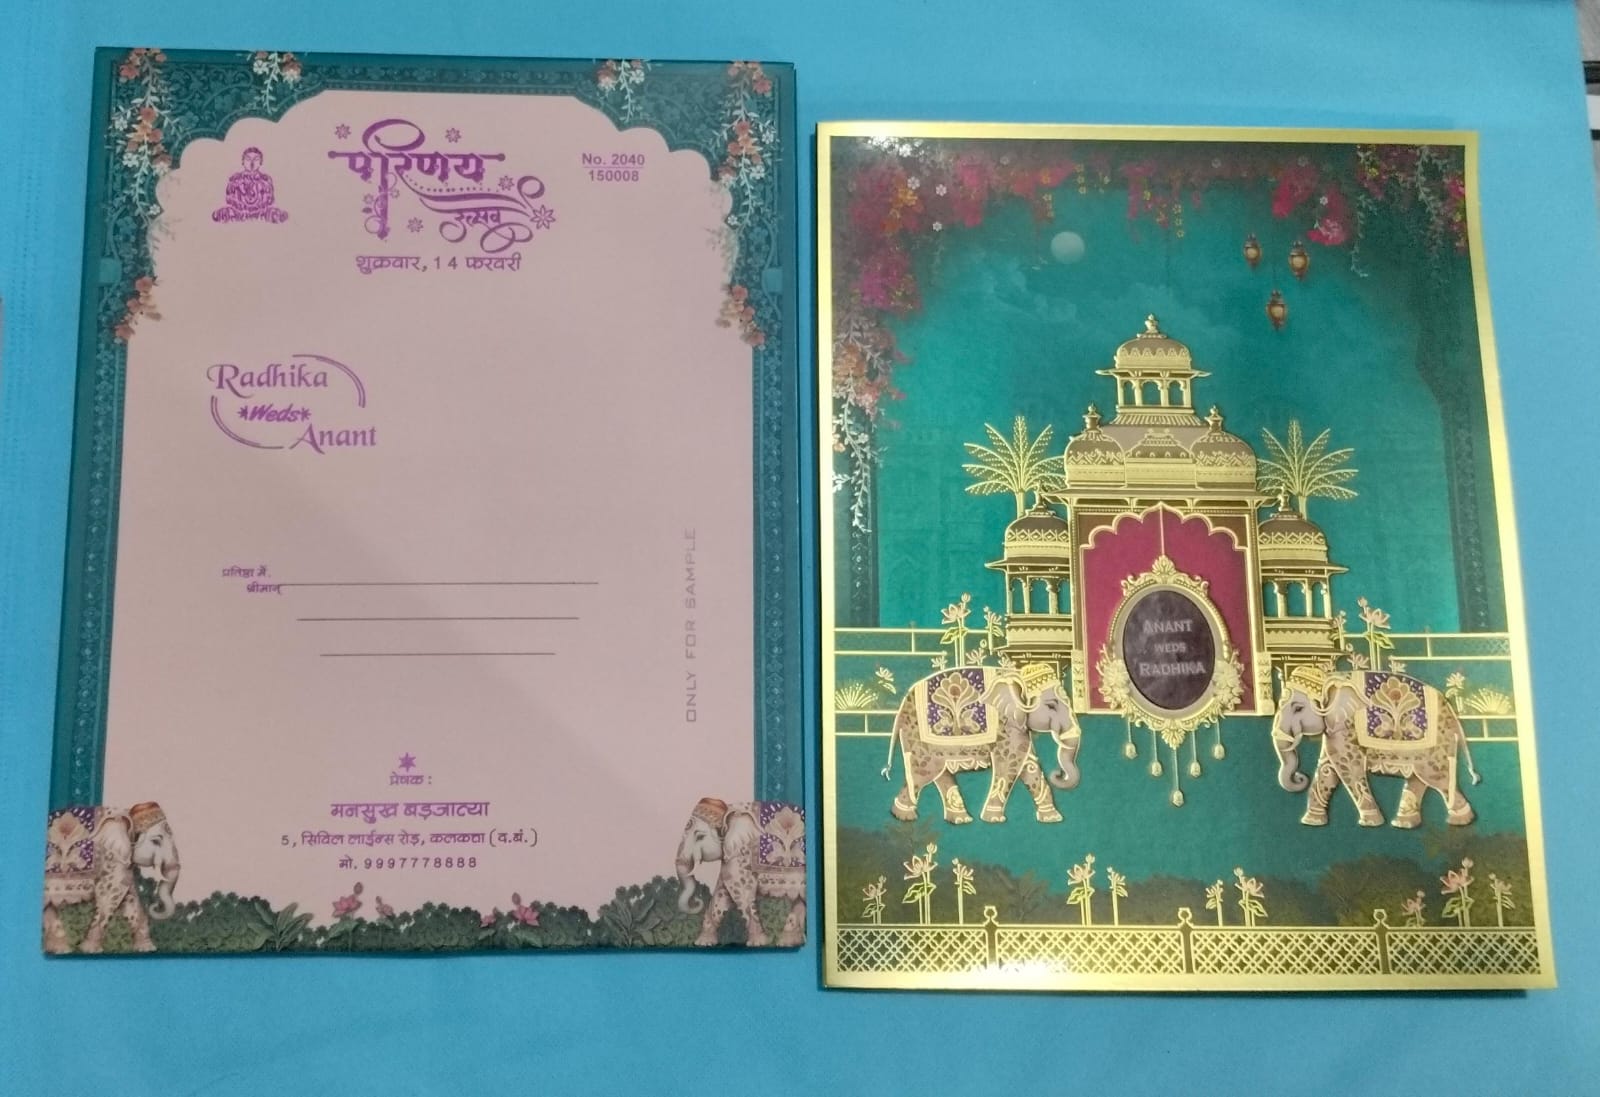 परिणय
उत्सव
No. 2040
150008
शुक्रवार, 14 फरवरी
Radhika
Weds
Anant
प्रतिष्ठा में,
श्रीमान्
ONLY FOR SAMPLE
प्रेषक :
मनसुख बड़जात्या
5, सिविल लाईन्स रोड़, कलकत्ता (द.बं.)
मो. 9997778888
ANANT
WEDS
RADHIKA